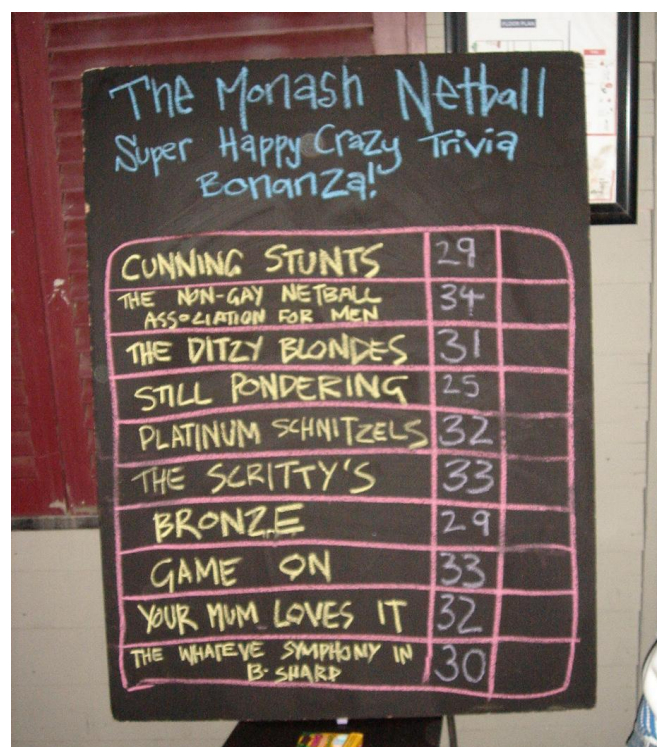 FLOOR PLAN
The Monash Netball
Super Happy Crazy Trivia
Bonanza!
CUNNING STUNTS 29
THE NON-GAY NETBALL
ASSOCIATION FOR MEN 34
THE DITZY BLONDES 31
STILL PONDERING 25
PLATINUM SCHNITZELS 32
THE SCRITTY'S 33
BRONZE 29
GAME ON 33
YOUR MUM LOVES IT 32
THE WHATEVE SYMPHONY IN
B-SHARP 30